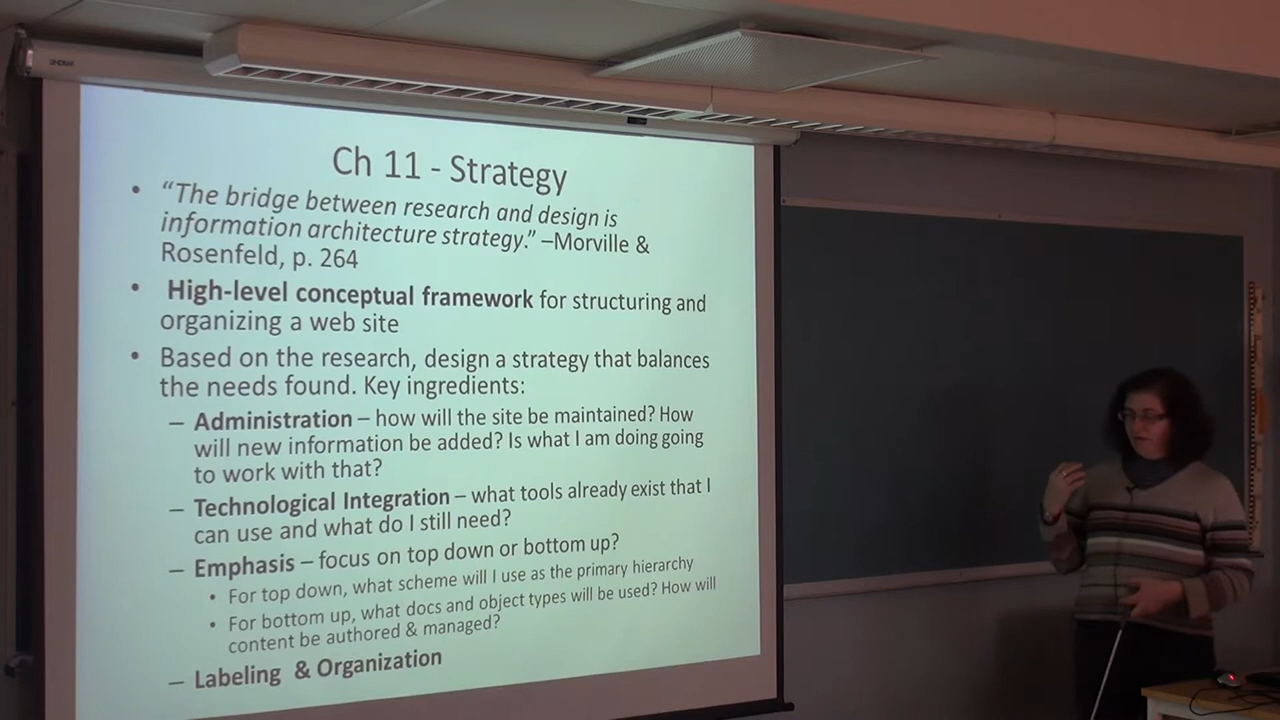 Ch 11 - Strategy
• “The bridge between research and design is
information architecture strategy.” –Morville &
Rosenfeld, p. 264
• High-level conceptual framework for structuring and
organizing a web site
• Based on the research, design a strategy that balances
the needs found. Key ingredients:
– Administration – how will the site be maintained? How
will new information be added? Is what I am doing going
to work with that?
– Technological Integration – what tools already exist that I
can use and what do I still need?
– Emphasis – focus on top down or bottom up?
• For top down, what scheme will I use as the primary hierarchy
• For bottom up, what docs and object types will be used? How will
content be authored & managed?
– Labeling & Organization